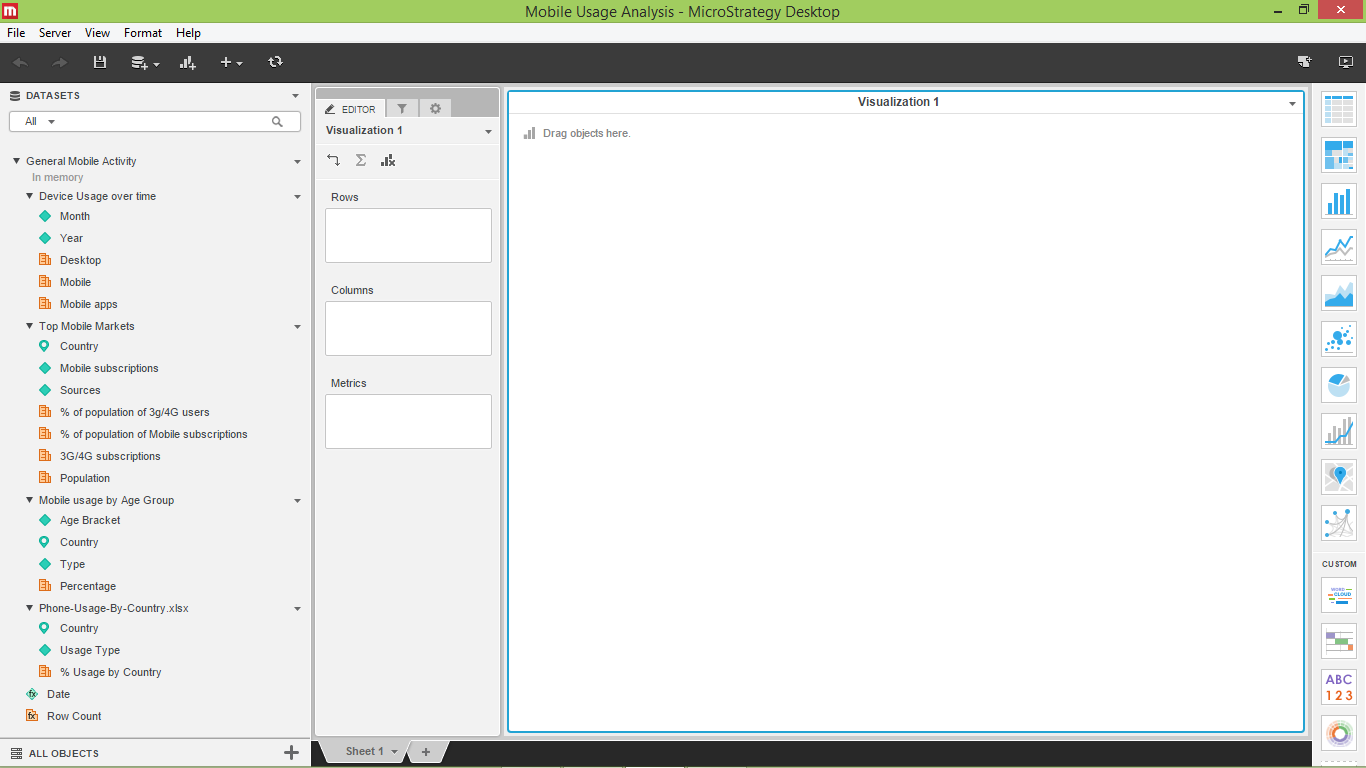 Mobile Usage Analysis - MicroStrategy Desktop
File Server View Format Help
DATASETS
All
General Mobile Activity
In memory
Device Usage over time
Month
Year
Desktop
Mobile
Mobile apps
Top Mobile Markets
Country
Mobile subscriptions
Sources
% of population of 3g/4G users
% of population of Mobile subscriptions
3G/4G subscriptions
Population
Mobile usage by Age Group
Age Bracket
Country
Type
Percentage
Phone-Usage-By-Country.xlsx
Country
Usage Type
% Usage by Country
fx Date
fx Row Count
ALL OBJECTS
EDITOR
Visualization 1
Rows
Columns
Metrics
Visualization 1
Drag objects here.
Sheet 1
CUSTOM
WORD
CLOUD
ABC
123